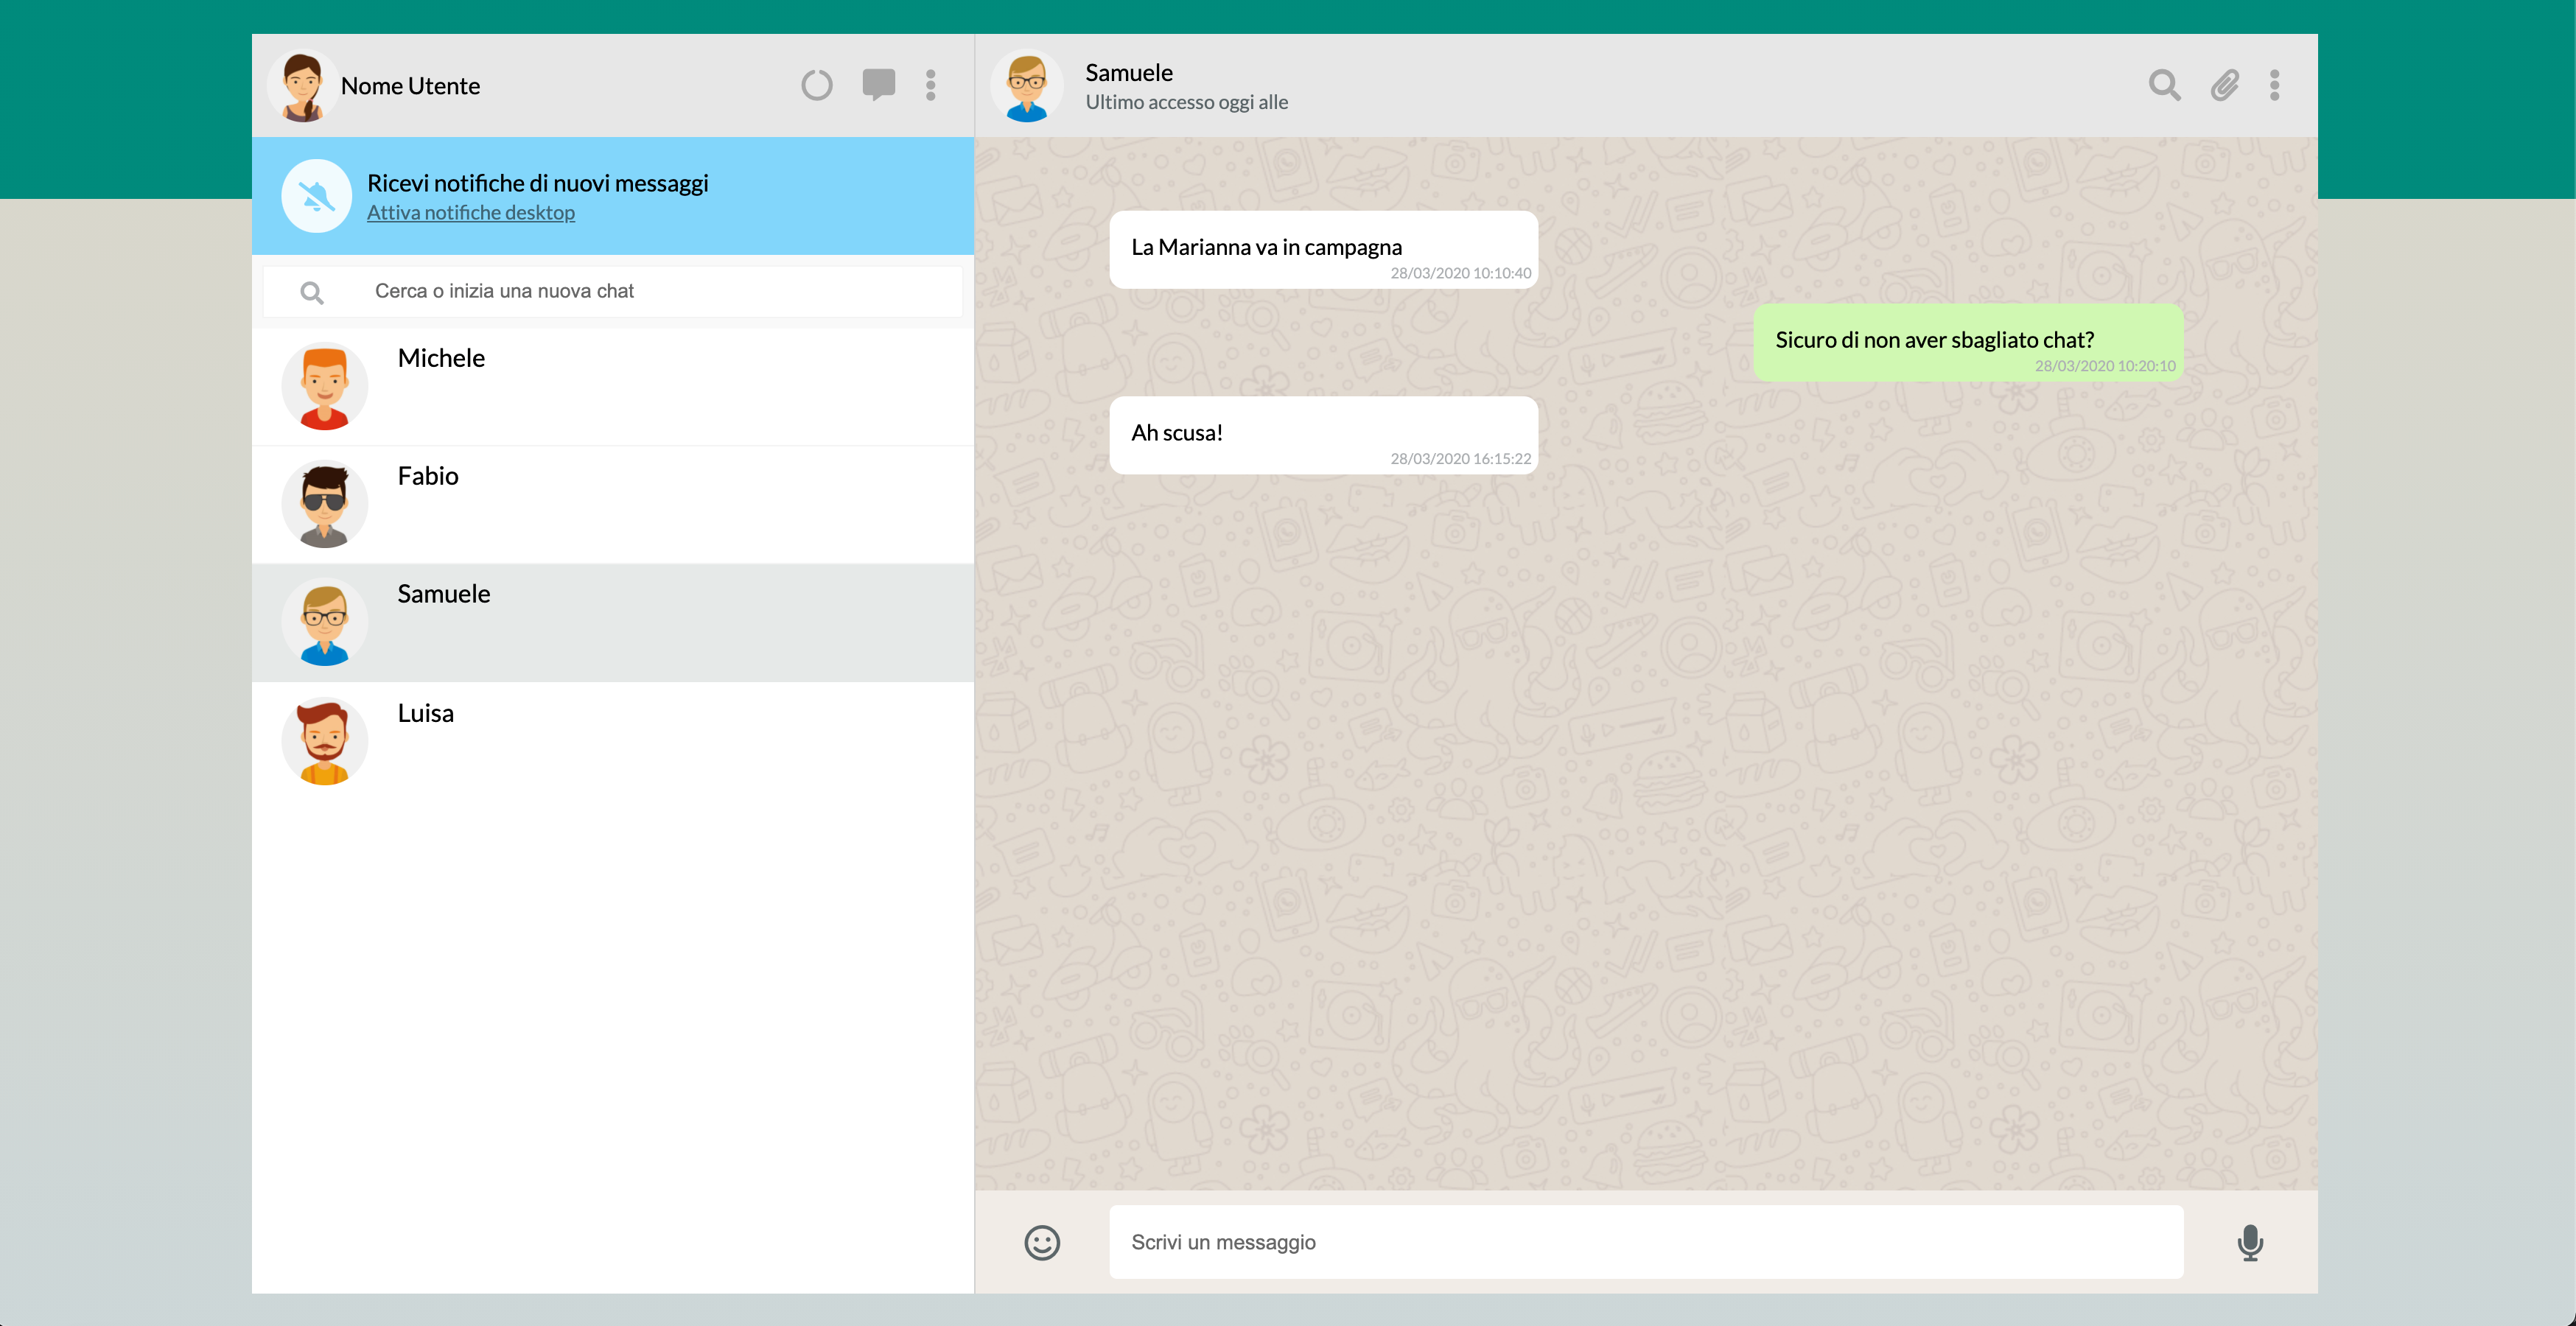 Nome Utente
Ricevi notifiche di nuovi messaggi
Attiva notifiche desktop
Cerca o inizia una nuova chat
Michele
Fabio
Samuele
Luisa
Samuele
Ultimo accesso oggi alle
La Marianna va in campagna
28/03/2020 10:10:40
Sicuro di non aver sbagliato chat?
28/03/2020 10:20:10
Ah scusa!
28/03/2020 16:15:22
Scrivi un messaggio